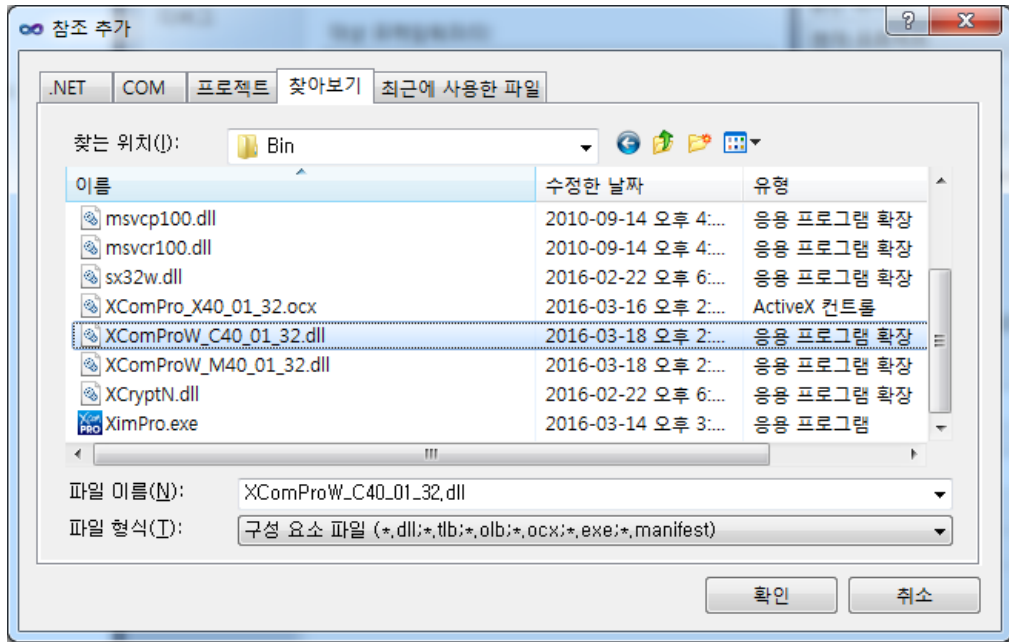 참조 추가
.NET COM 프로젝트 찾아보기 최근에 사용한 파일
찾는 위치(I): Bin
이름 수정한 날짜 유형
msvcp100.dll 2010-09-14 오후 4:... 응용 프로그램 확장
msvcr100.dll 2010-09-14 오후 4:... 응용 프로그램 확장
sx32w.dll 2016-02-22 오후 6:... 응용 프로그램 확장
XComPro_X40_01_32.ocx 2016-03-16 오후 2:... ActiveX 컨트롤
XComProW_C40_01_32.dll 2016-03-18 오후 2:... 응용 프로그램 확장
XComProW_M40_01_32.dll 2016-03-18 오후 2:... 응용 프로그램 확장
XCryptN.dll 2016-02-22 오후 6:... 응용 프로그램 확장
XimPro.exe 2016-03-14 오후 3:... 응용 프로그램
파일 이름(N): XComProW_C40_01_32.dll
파일 형식(T): 구성 요소 파일 (*.dll;*.tlb;*.olb;*.ocx;*.exe;*.manifest)
확인 취소